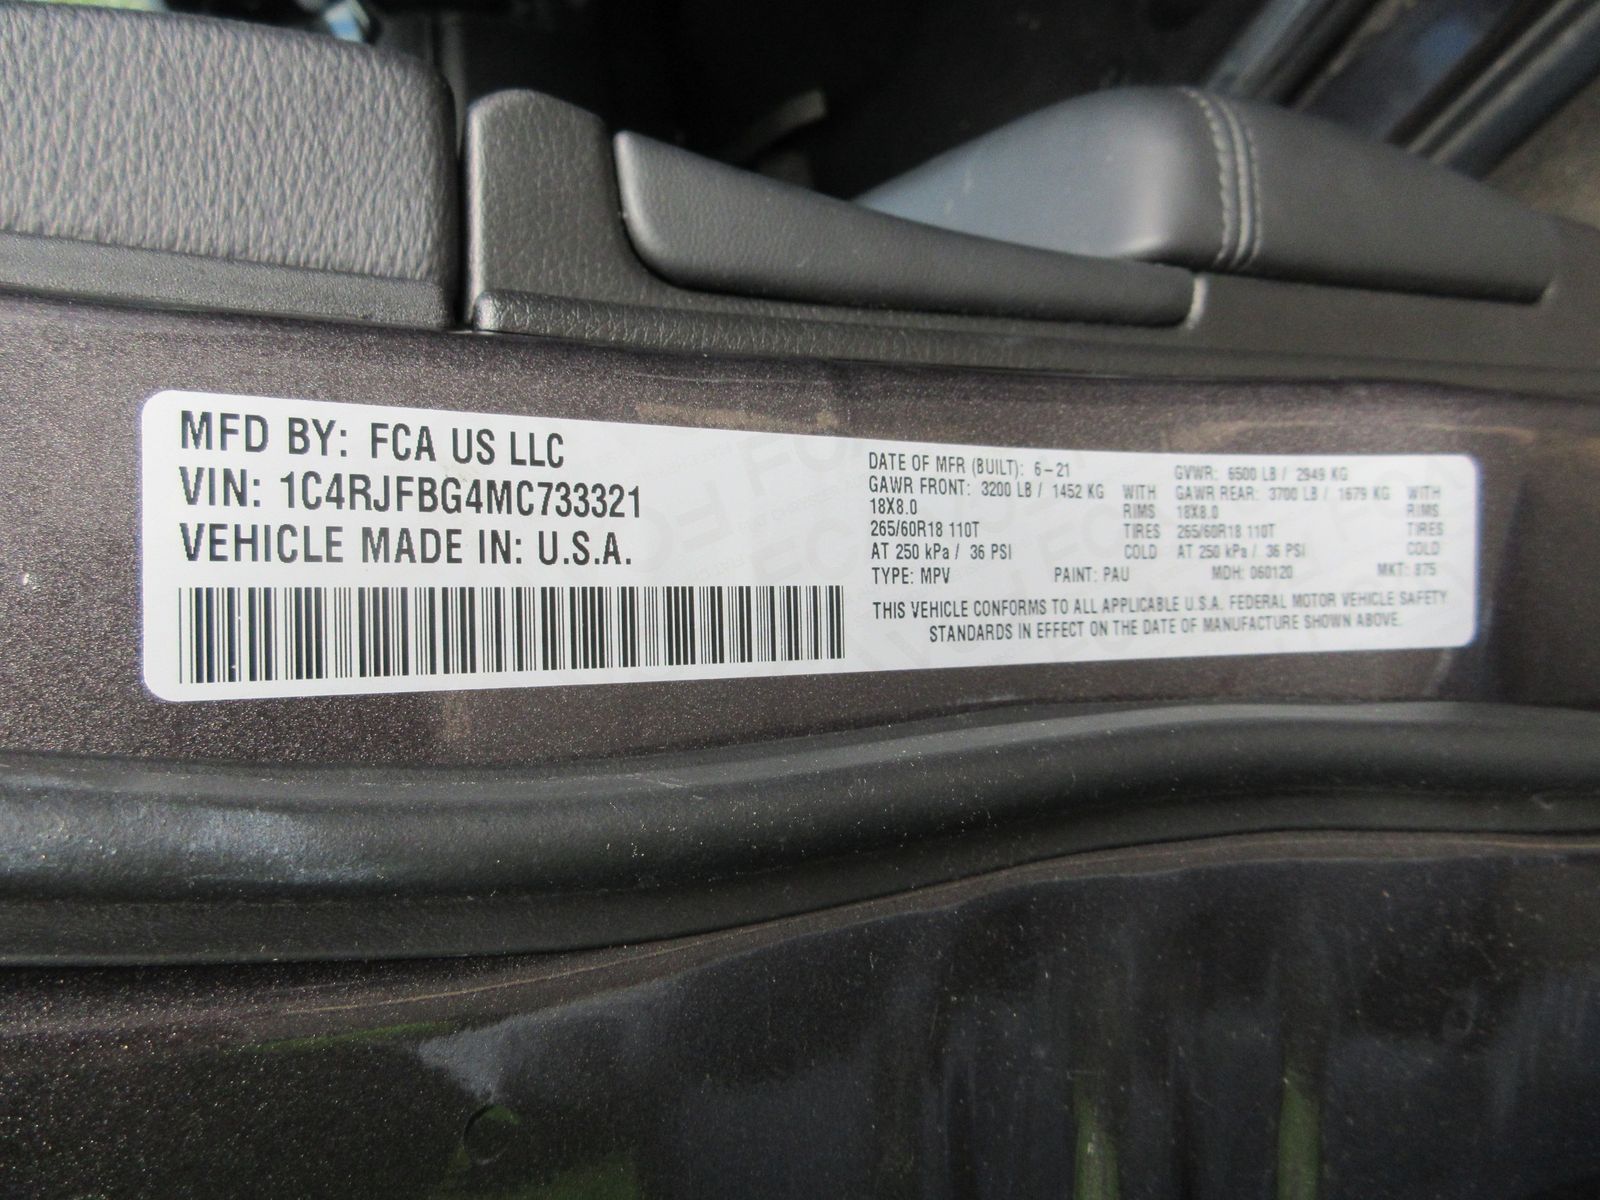 MFD BY: FCA US LLC
VIN: 1C4RJFBG4MC733321
VEHICLE MADE IN: U.S.A.
DATE OF MFR (BUILT): 6-21 GVWR: 6500 LB / 2949 KG
GAWR FRONT: 3200 LB / 1452 KG WITH GAWR REAR: 3700 LB / 1679 KG WITH
18X8.0 RIMS 18X8.0 RIMS
265/60R18 110T TIRES 265/60R18 110T TIRES
AT 250 kPa / 36 PSI COLD AT 250 kPa / 36 PSI COLD
TYPE: MPV PAINT: PAU MDH: 060120 MKT: 875
THIS VEHICLE CONFORMS TO ALL APPLICABLE U.S.A. FEDERAL MOTOR VEHICLE SAFETY
STANDARDS IN EFFECT ON THE DATE OF MANUFACTURE SHOWN ABOVE.